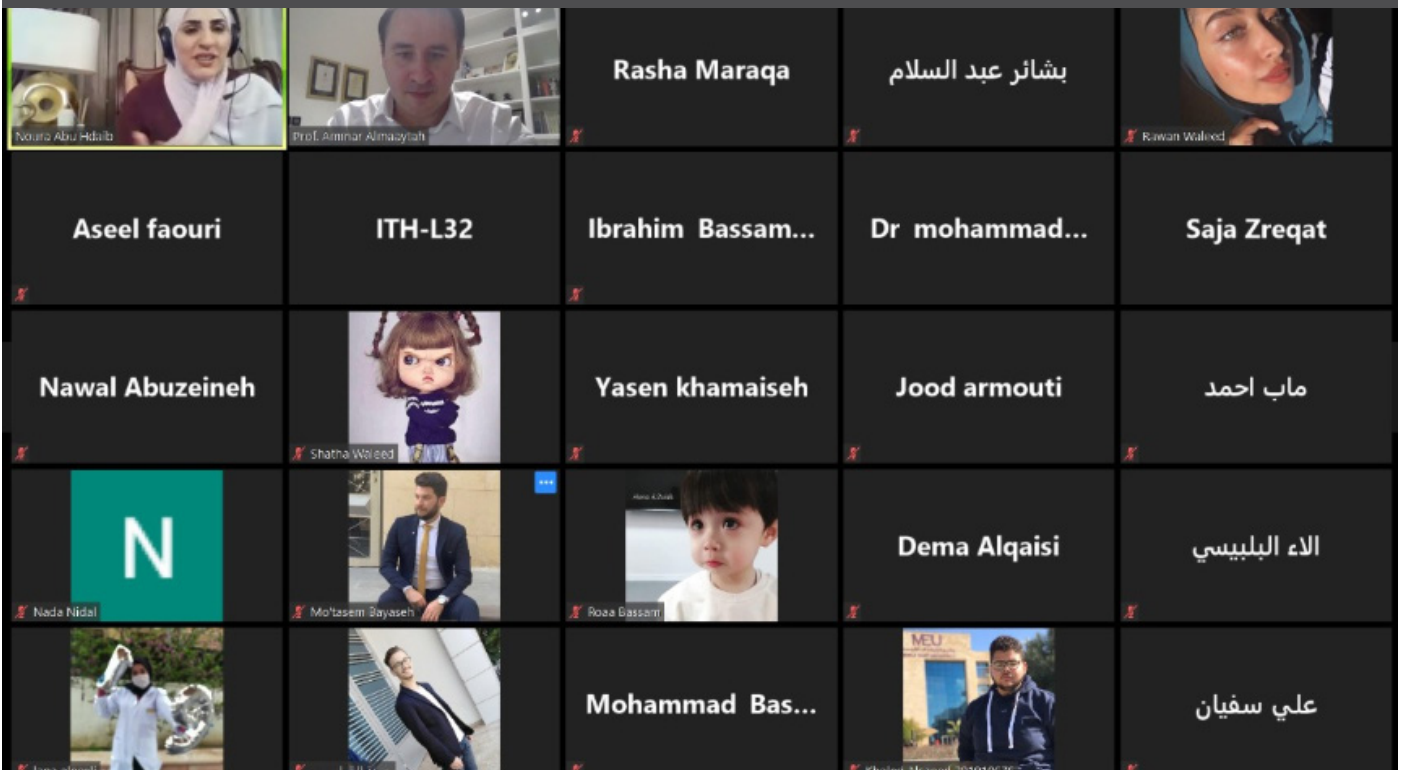 Noura Abu Hdaib
Prof. Ammar Almaaytah
Rasha Maraqa
بشائر عبد السلام
Rawan Waleed
Aseel faouri
ITH-L32
Ibrahim Bassam...
Dr mohammad...
Saja Zreqat
Nawal Abuzeineh
Shatha Waleed
Yasen khamaiseh
Jood armouti
ماب احمد
N
Nada Nidal
Mo'tasem Bayaseh
Roaa Bassam
Dema Alqaisi
الاء البلبيسي
Mohammad Bas...
MEU
علي سفيان